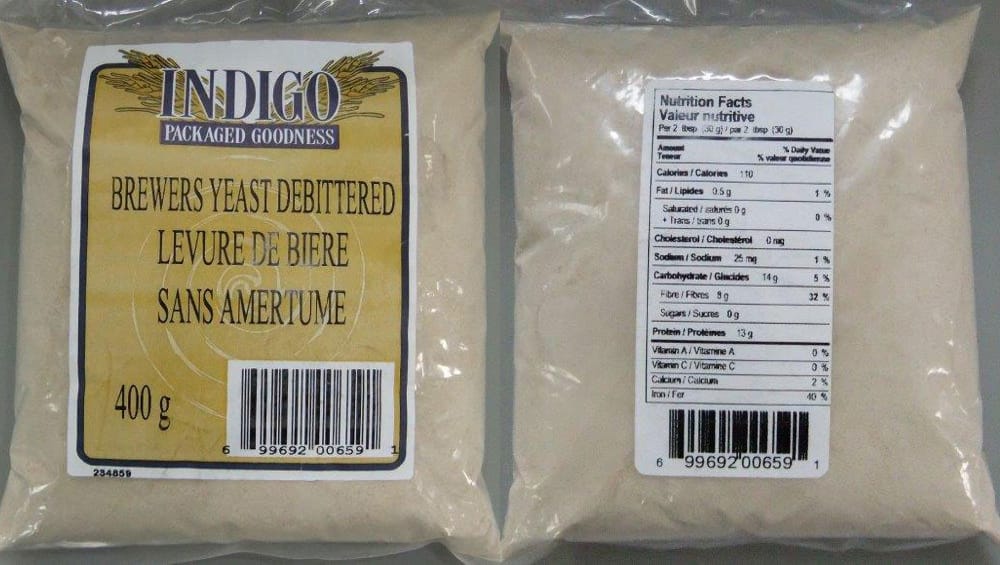 INDIGO
PACKAGED GOODNESS
BREWERS YEAST DEBITTERED
LEVURE DE BIERE
SANS AMERTUME
400 g
6 99692 00659 1
234859
Nutrition Facts
Valeur nutritive
Per 2 tbsp (30 g) / par 2 tbsp (30 g)
Amount % Daily Value
Teneur % valeur quotidienne
Calories / Calories 110
Fat / Lipides 0.5 g 1 %
Saturated / saturés 0 g
+ Trans / trans 0 g 0 %
Cholesterol / Cholestérol 0 mg
Sodium / Sodium 25 mg 1 %
Carbohydrate / Glucides 14 g 5 %
Fibre / Fibres 8 g 32 %
Sugars / Sucres 0 g
Protein / Protéines 13 g
Vitamin A / Vitamine A 0 %
Vitamin C / Vitamine C 0 %
Calcium / Calcium 2 %
Iron / Fer 40 %
6 99692 00659 1